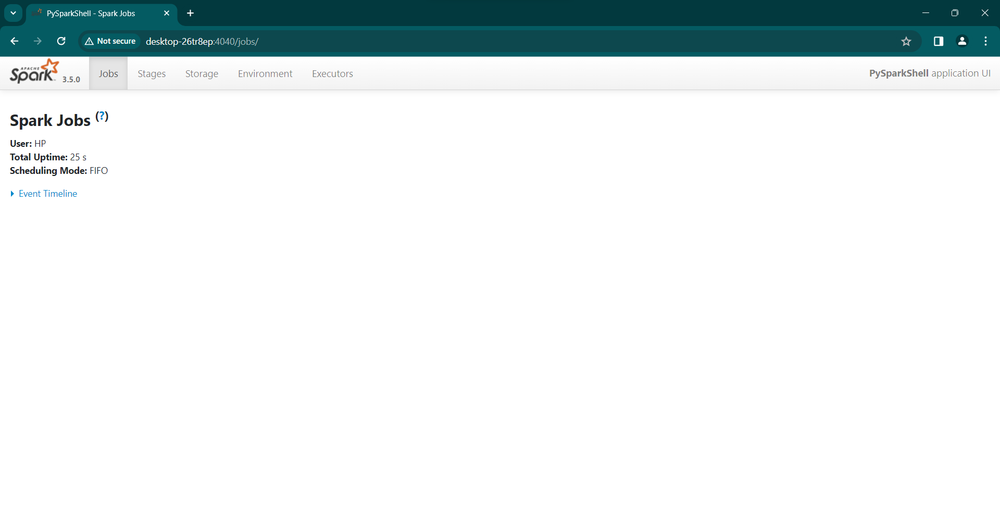 PySparkShell - Spark Jobs
Not secure desktop-26tr8ep:4040/jobs/
APACHE Spark 3.5.0 Jobs Stages Storage Environment Executors PySparkShell application UI
Spark Jobs (?)
User: HP
Total Uptime: 25 s
Scheduling Mode: FIFO
Event Timeline